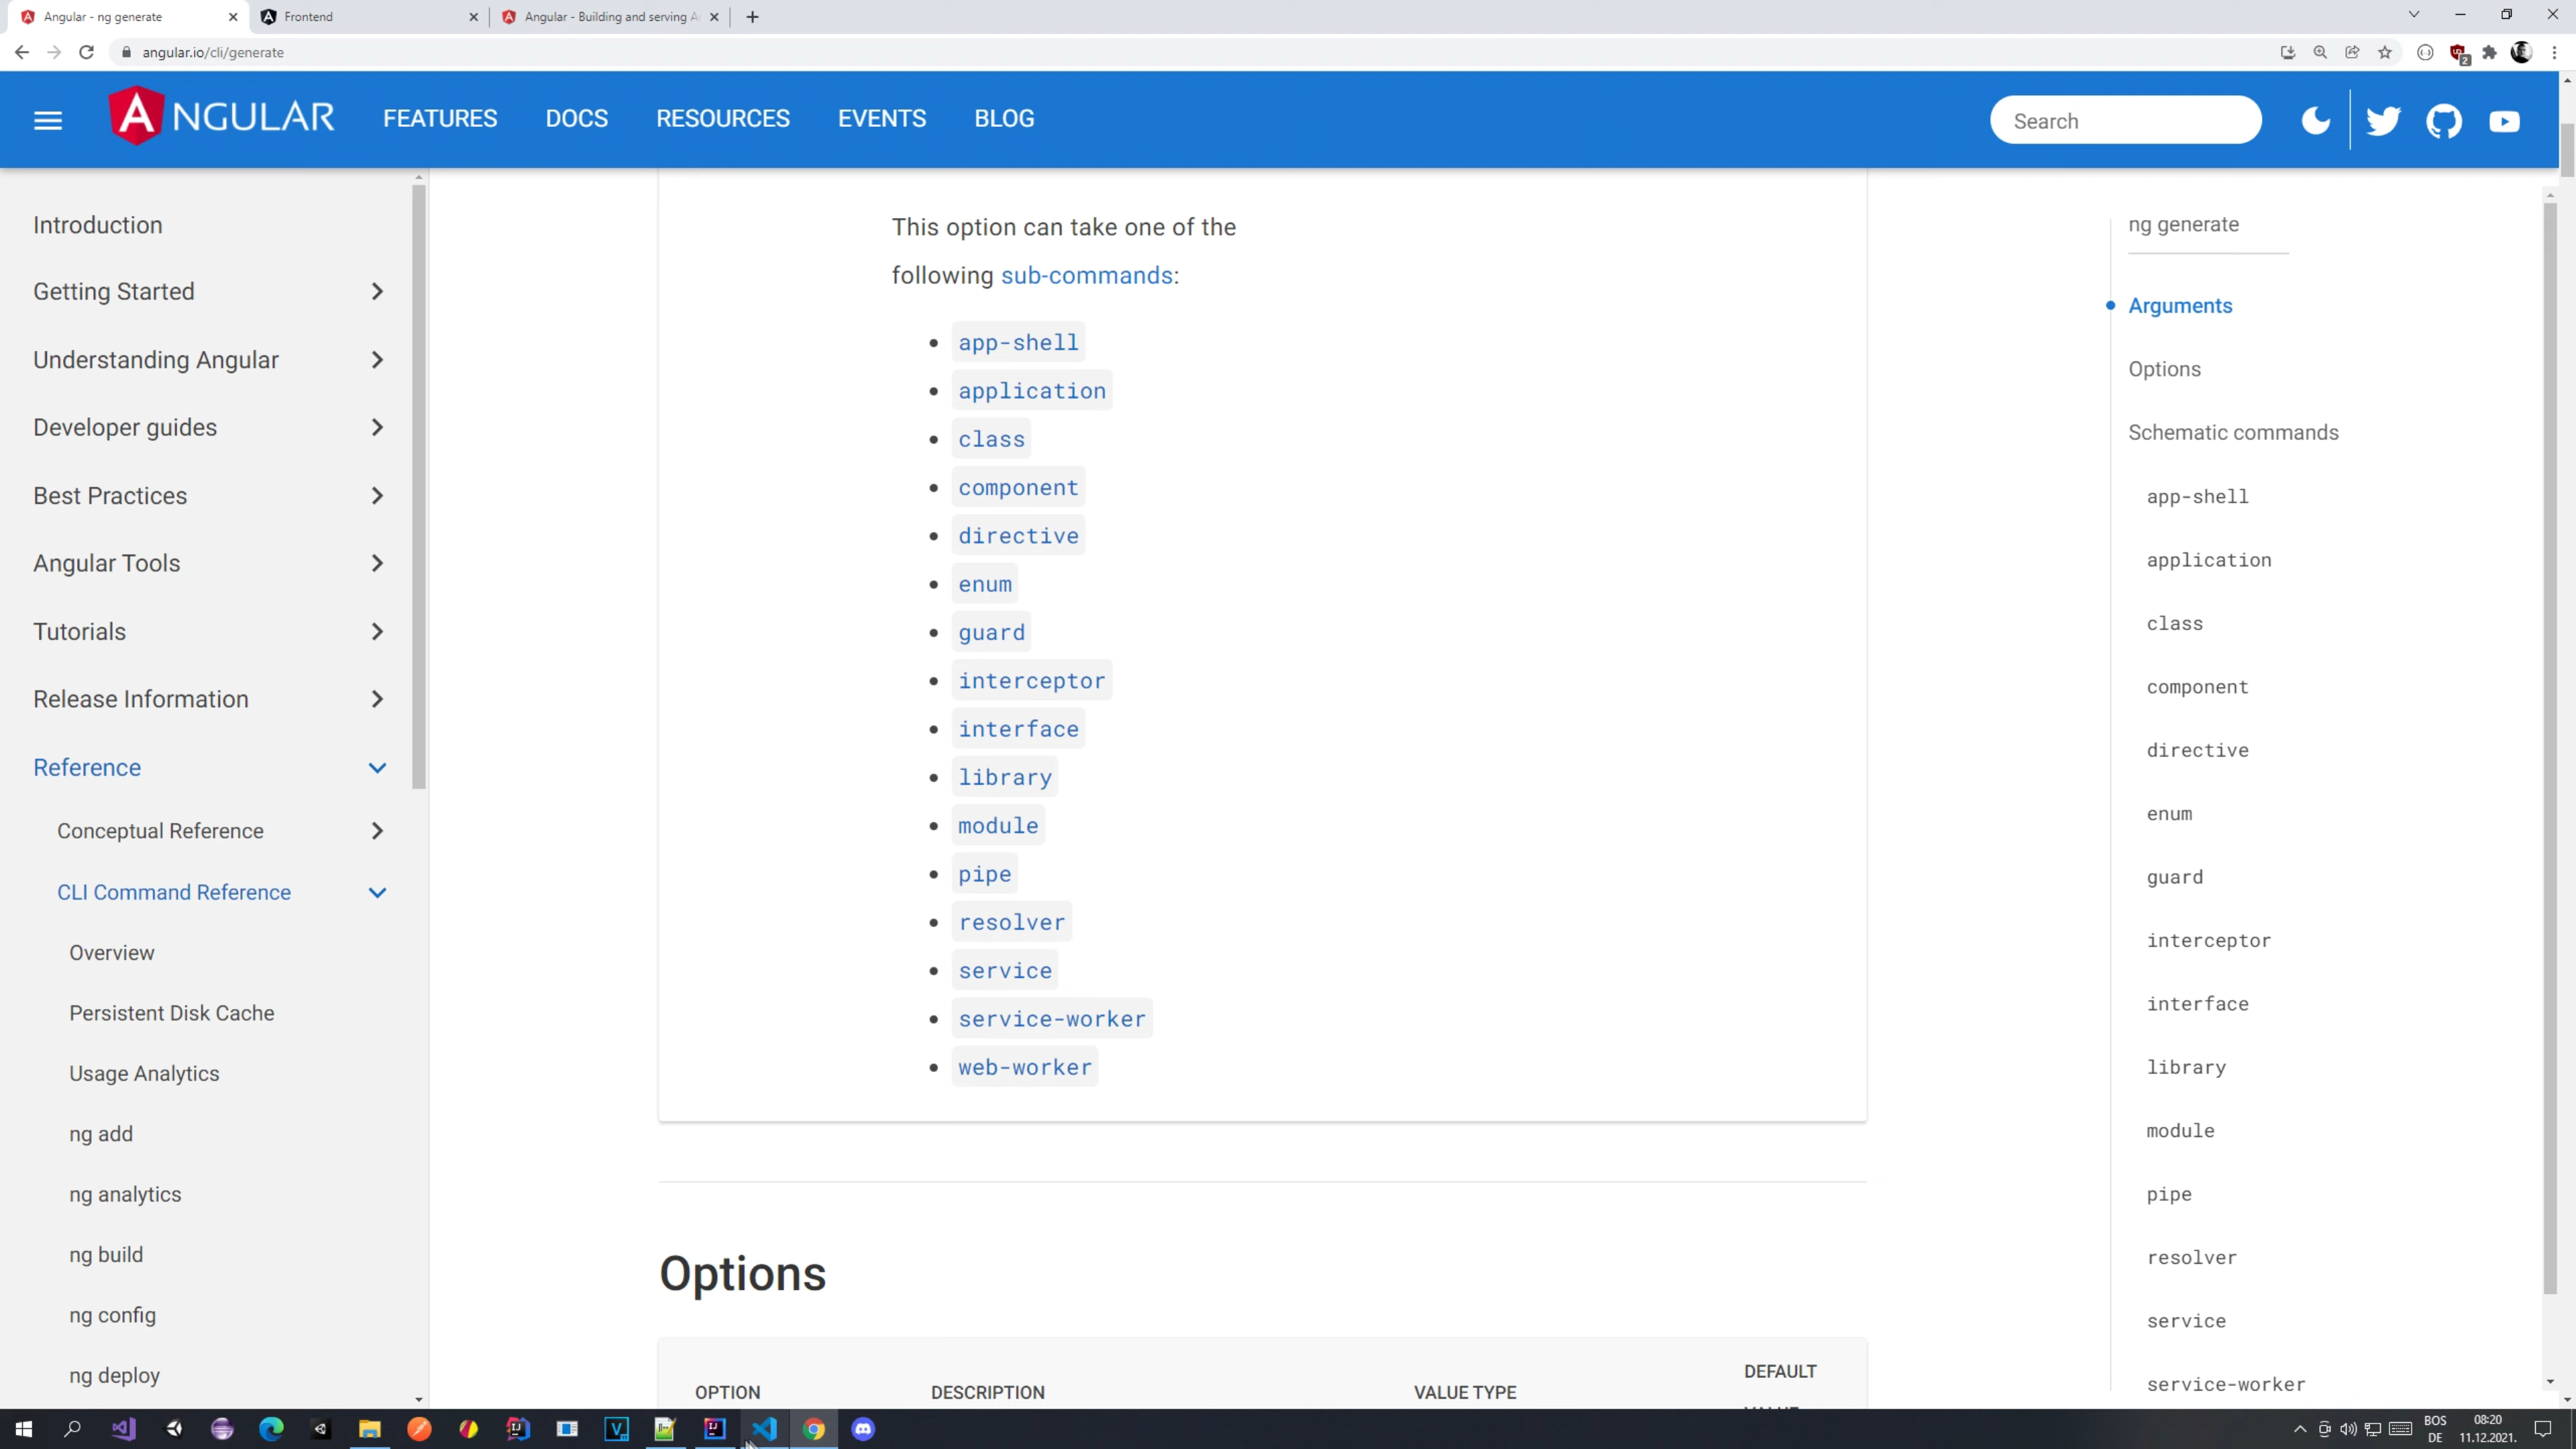 Angular - ng generate
Frontend
Angular - Building and serving A
angular.io/cli/generate
2
ANGULAR
FEATURES
DOCS
RESOURCES
EVENTS
BLOG
Search
Introduction
Getting Started
Understanding Angular
Developer guides
Best Practices
Angular Tools
Tutorials
Release Information
Reference
Conceptual Reference
CLI Command Reference
Overview
Persistent Disk Cache
Usage Analytics
ng add
ng analytics
ng build
ng config
ng deploy
This option can take one of the
following sub-commands:
app-shell
application
class
component
directive
enum
guard
interceptor
interface
library
module
pipe
resolver
service
service-worker
web-worker
Options
OPTION
DESCRIPTION
VALUE TYPE
DEFAULT
ng generate
Arguments
Options
Schematic commands
app-shell
application
class
component
directive
enum
guard
interceptor
interface
library
module
pipe
resolver
service
service-worker
BOS
DE
08:20
11.12.2021.